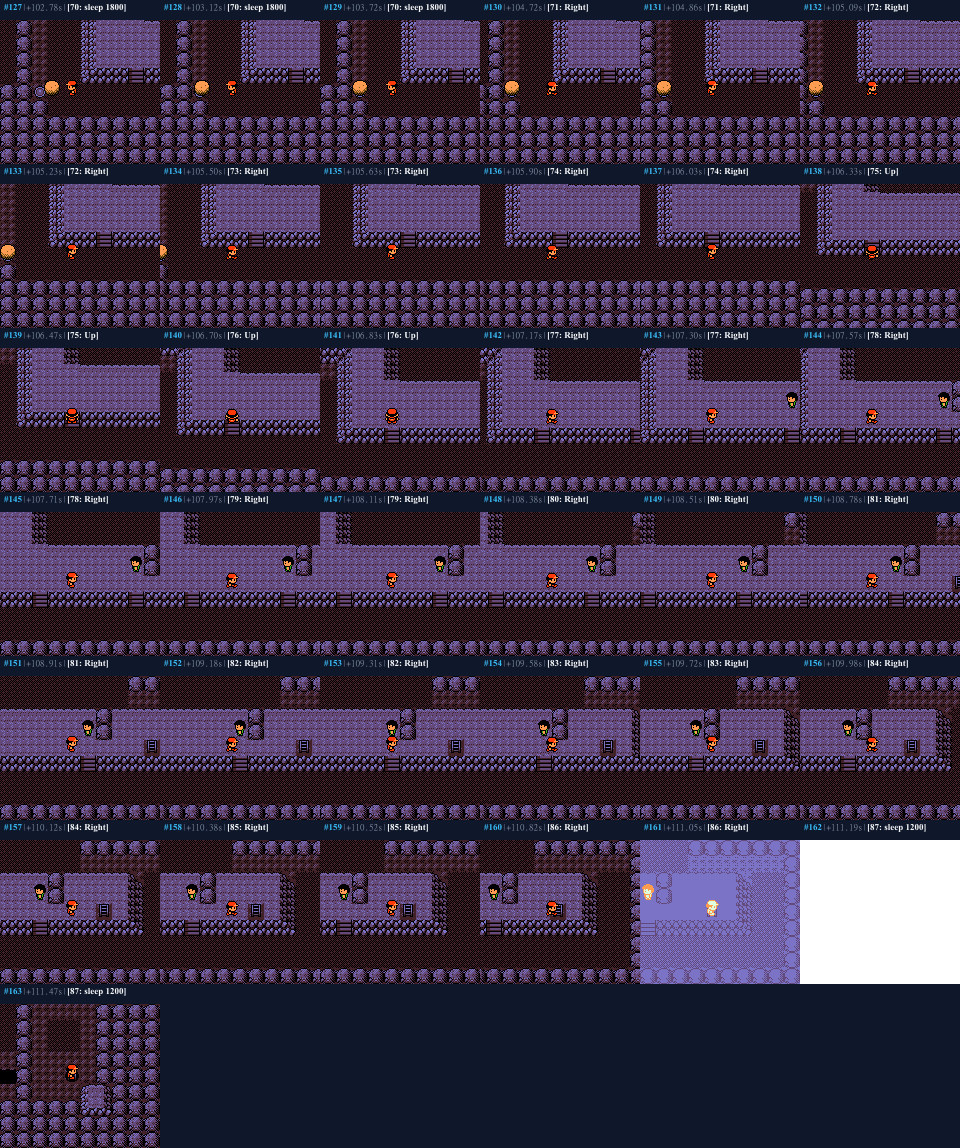 #127|+102.78s|[70: sleep 1800]
#128|+103.12s|[70: sleep 1800]
#129|+103.72s|[70: sleep 1800]
#130|+104.72s|[71: Right]
#131|+104.86s|[71: Right]
#132|+105.09s|[72: Right]
#133|+105.23s|[72: Right]
#134|+105.50s|[73: Right]
#135|+105.63s|[73: Right]
#136|+105.90s|[74: Right]
#137|+106.03s|[74: Right]
#138|+106.33s|[75: Up]
#139|+106.47s|[75: Up]
#140|+106.70s|[76: Up]
#141|+106.83s|[76: Up]
#142|+107.17s|[77: Right]
#143|+107.30s|[77: Right]
#144|+107.57s|[78: Right]
#145|+107.71s|[78: Right]
#146|+107.97s|[79: Right]
#147|+108.11s|[79: Right]
#148|+108.38s|[80: Right]
#149|+108.51s|[80: Right]
#150|+108.78s|[81: Right]
#151|+108.91s|[81: Right]
#152|+109.18s|[82: Right]
#153|+109.31s|[82: Right]
#154|+109.58s|[83: Right]
#155|+109.72s|[83: Right]
#156|+109.98s|[84: Right]
#157|+110.12s|[84: Right]
#158|+110.38s|[85: Right]
#159|+110.52s|[85: Right]
#160|+110.82s|[86: Right]
#161|+111.05s|[86: Right]
#162|+111.19s|[87: sleep 1200]
#163|+111.47s|[87: sleep 1200]